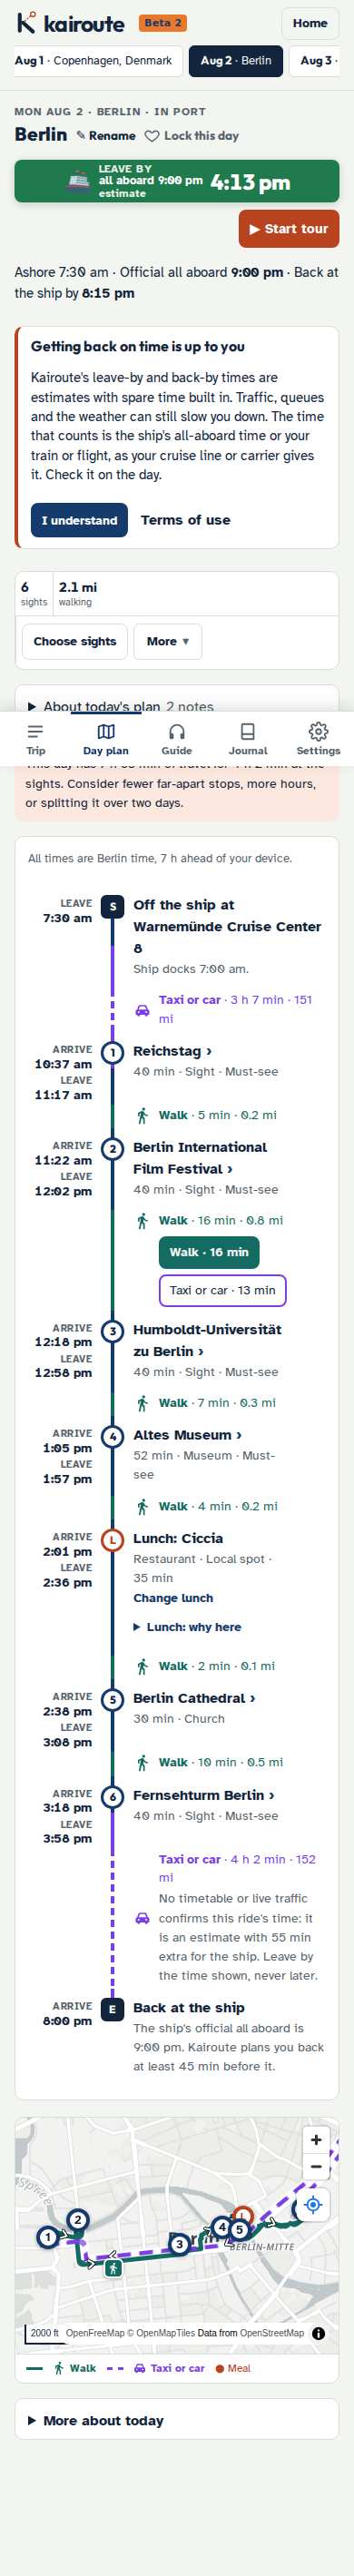 kairoute
Beta 2
Home
Aug 1 · Copenhagen, Denmark
Aug 2 · Berlin
Aug 3 ·
MON AUG 2 · BERLIN · IN PORT
Berlin
✎ Rename
Lock this day
LEAVE BY
all aboard 9:00 pm
estimate
4:13 pm
▶ Start tour
Ashore 7:30 am · Official all aboard 9:00 pm · Back at
the ship by 8:15 pm
Getting back on time is up to you
Kairoute's leave-by and back-by times are
estimates with spare time built in. Traffic, queues
and the weather can still slow you down. The time
that counts is the ship's all-aboard time or your
train or flight, as your cruise line or carrier gives
it. Check it on the day.
I understand
Terms of use
6
sights
2.1 mi
walking
Choose sights
More ▼
▶ About today's plan 2 notes
Trip
Day plan
Guide
Journal
Settings
sights. Consider fewer far-apart stops, more hours,
or splitting it over two days.
All times are Berlin time, 7 h ahead of your device.
LEAVE
7:30 am
S
Off the ship at
Warnemünde Cruise Center
8
Ship docks 7:00 am.
Taxi or car · 3 h 7 min · 151
mi
ARRIVE
10:37 am
LEAVE
11:17 am
1
Reichstag ›
40 min · Sight · Must-see
Walk · 5 min · 0.2 mi
ARRIVE
11:22 am
LEAVE
12:02 pm
2
Berlin International
Film Festival ›
40 min · Sight · Must-see
Walk · 16 min · 0.8 mi
Walk · 16 min
Taxi or car · 13 min
ARRIVE
12:18 pm
LEAVE
12:58 pm
3
Humboldt-Universität
zu Berlin ›
40 min · Sight · Must-see
Walk · 7 min · 0.3 mi
ARRIVE
1:05 pm
LEAVE
1:57 pm
4
Altes Museum ›
52 min · Museum · Must-
see
Walk · 4 min · 0.2 mi
ARRIVE
2:01 pm
LEAVE
2:36 pm
L
Lunch: Ciccia
Restaurant · Local spot ·
35 min
Change lunch
▶ Lunch: why here
Walk · 2 min · 0.1 mi
ARRIVE
2:38 pm
LEAVE
3:08 pm
5
Berlin Cathedral ›
30 min · Church
Walk · 10 min · 0.5 mi
ARRIVE
3:18 pm
LEAVE
3:58 pm
6
Fernsehturm Berlin ›
40 min · Sight · Must-see
Taxi or car · 4 h 2 min · 152
mi
No timetable or live traffic
confirms this ride's time: it
is an estimate with 55 min
extra for the ship. Leave by
the time shown, never later.
ARRIVE
8:00 pm
E
Back at the ship
The ship's official all aboard is
9:00 pm. Kairoute plans you back
at least 45 min before it.
+
−
Spree
1
2
3
4
5
BERLIN-MITTE
2000 ft
OpenFreeMap © OpenMapTiles Data from OpenStreetMap
Walk
Taxi or car
Meal
▶ More about today